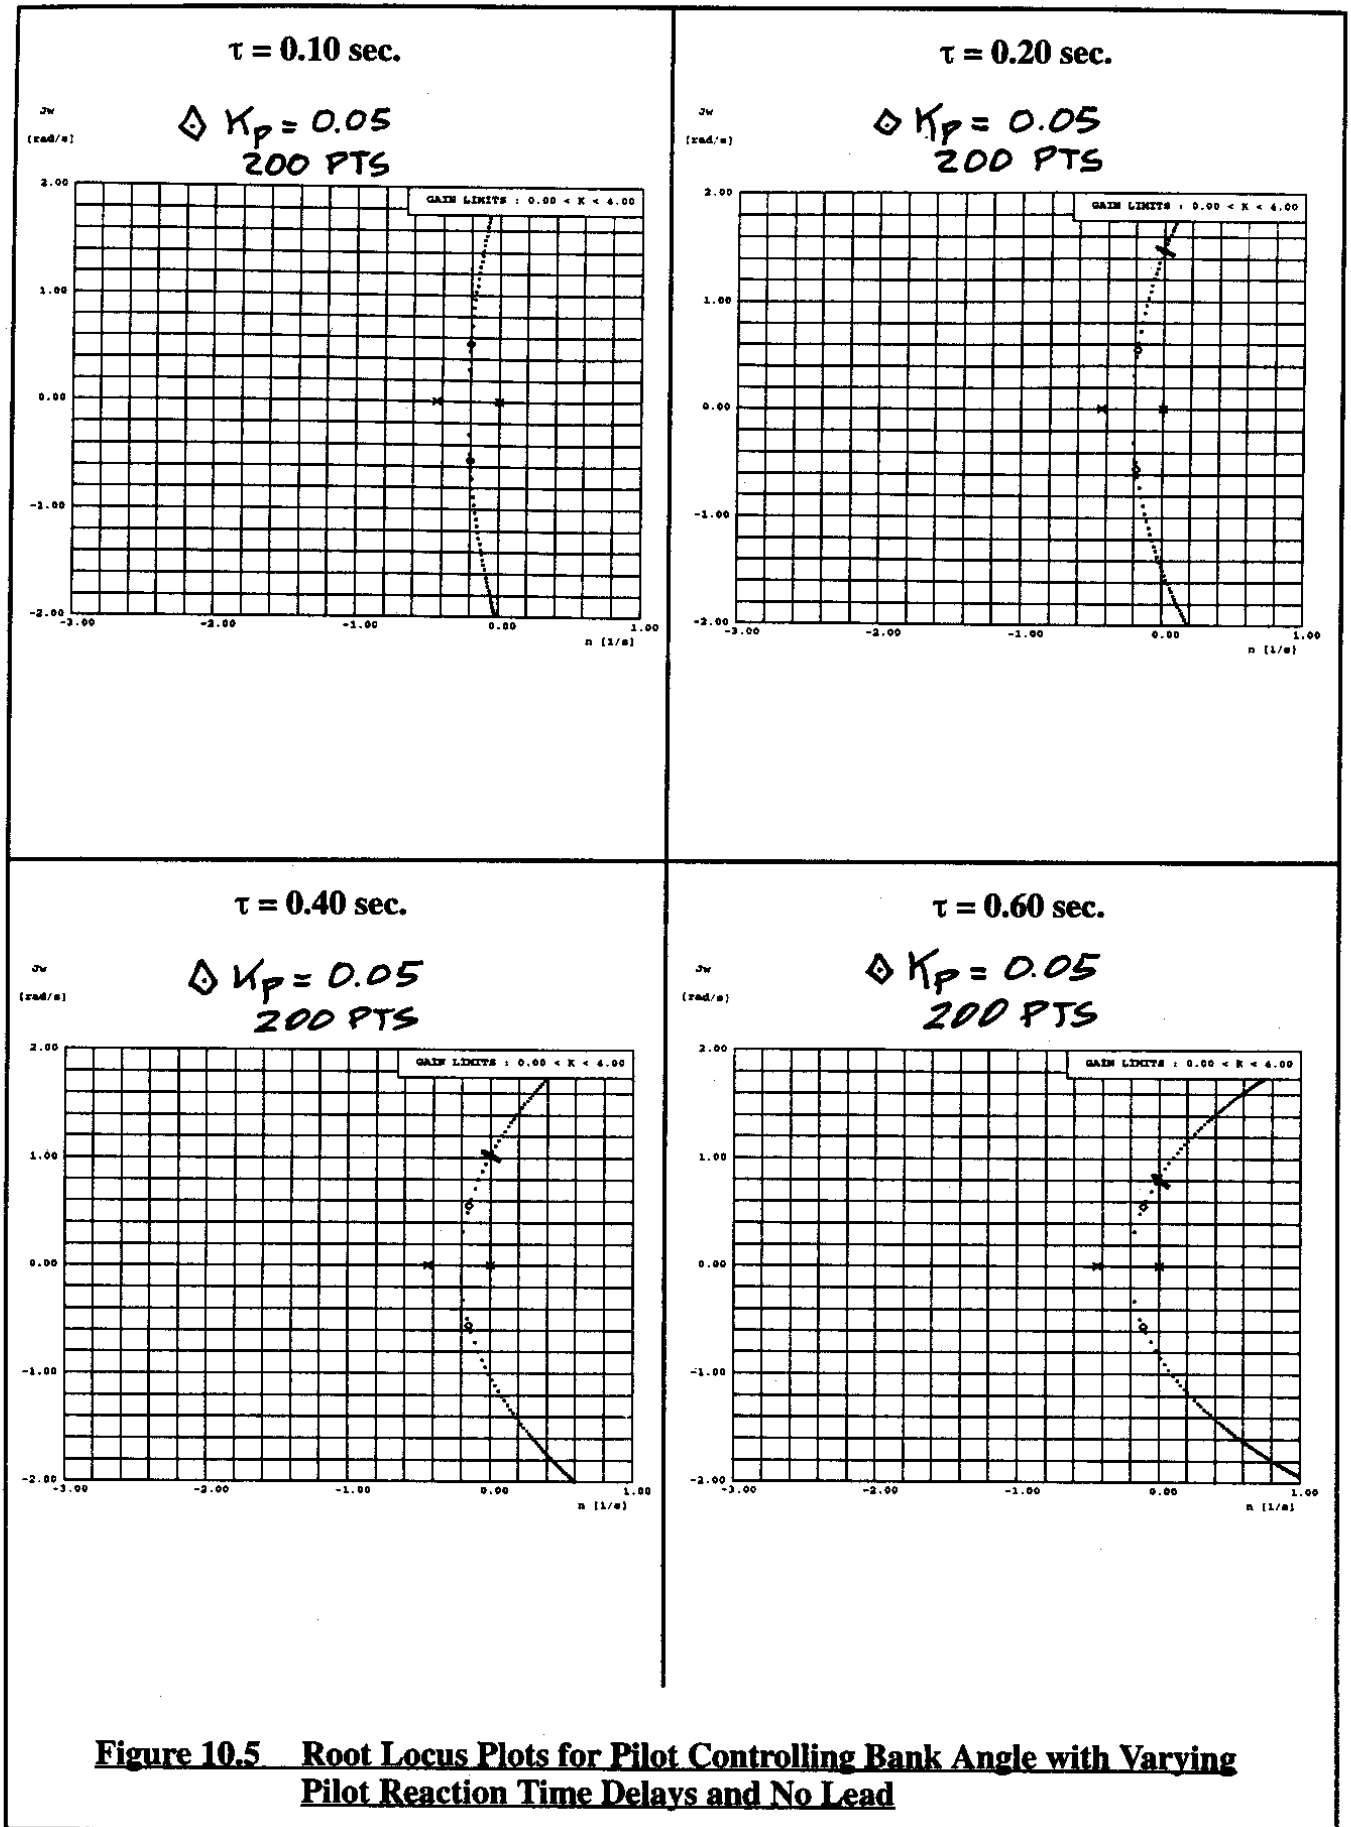 τ = 0.10 sec.
Jw
[rad/s]
Kp = 0.05
200 PTS
GAIN LIMITS : 0.00 < K < 4.00
2.00
1.00
0.00
-1.00
-2.00
-3.00 -2.00 -1.00 0.00 1.00
n [1/s]
τ = 0.20 sec.
Jw
[rad/s]
Kp = 0.05
200 PTS
GAIN LIMITS : 0.00 < K < 4.00
2.00
1.00
0.00
-1.00
-2.00
-3.00 -2.00 -1.00 0.00 1.00
n [1/s]
τ = 0.40 sec.
Jw
[rad/s]
Kp = 0.05
200 PTS
GAIN LIMITS : 0.00 < K < 4.00
2.00
1.00
0.00
-1.00
-2.00
-3.00 -2.00 -1.00 0.00 1.00
n [1/s]
τ = 0.60 sec.
Jw
[rad/s]
Kp = 0.05
200 PTS
GAIN LIMITS : 0.00 < K < 4.00
2.00
1.00
0.00
-1.00
-2.00
-3.00 -2.00 -1.00 0.00 1.00
n [1/s]
Figure 10.5 Root Locus Plots for Pilot Controlling Bank Angle with Varying
Pilot Reaction Time Delays and No Lead